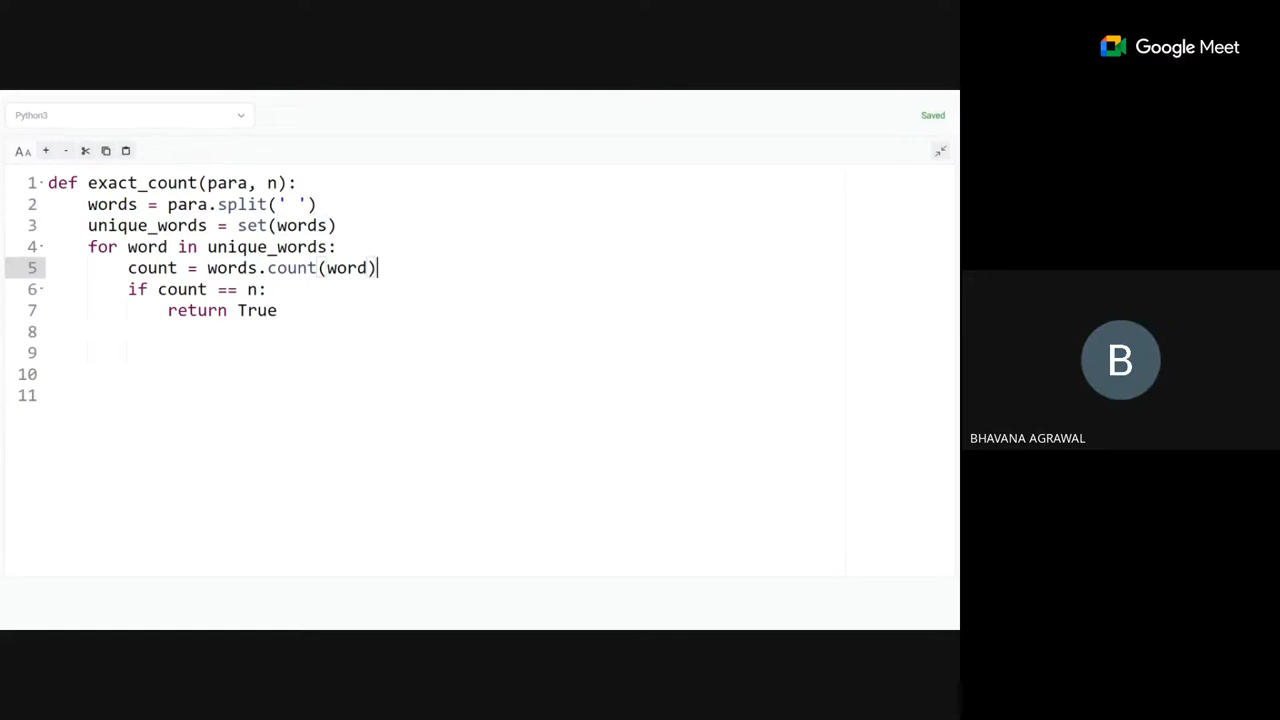 Google Meet
Python3
Saved
AA + -
1 def exact_count(para, n):
2 words = para.split(' ')
3 unique_words = set(words)
4 for word in unique_words:
5 count = words.count(word)
6 if count == n:
7 return True
8
9
10
11
B
BHAVANA AGRAWAL